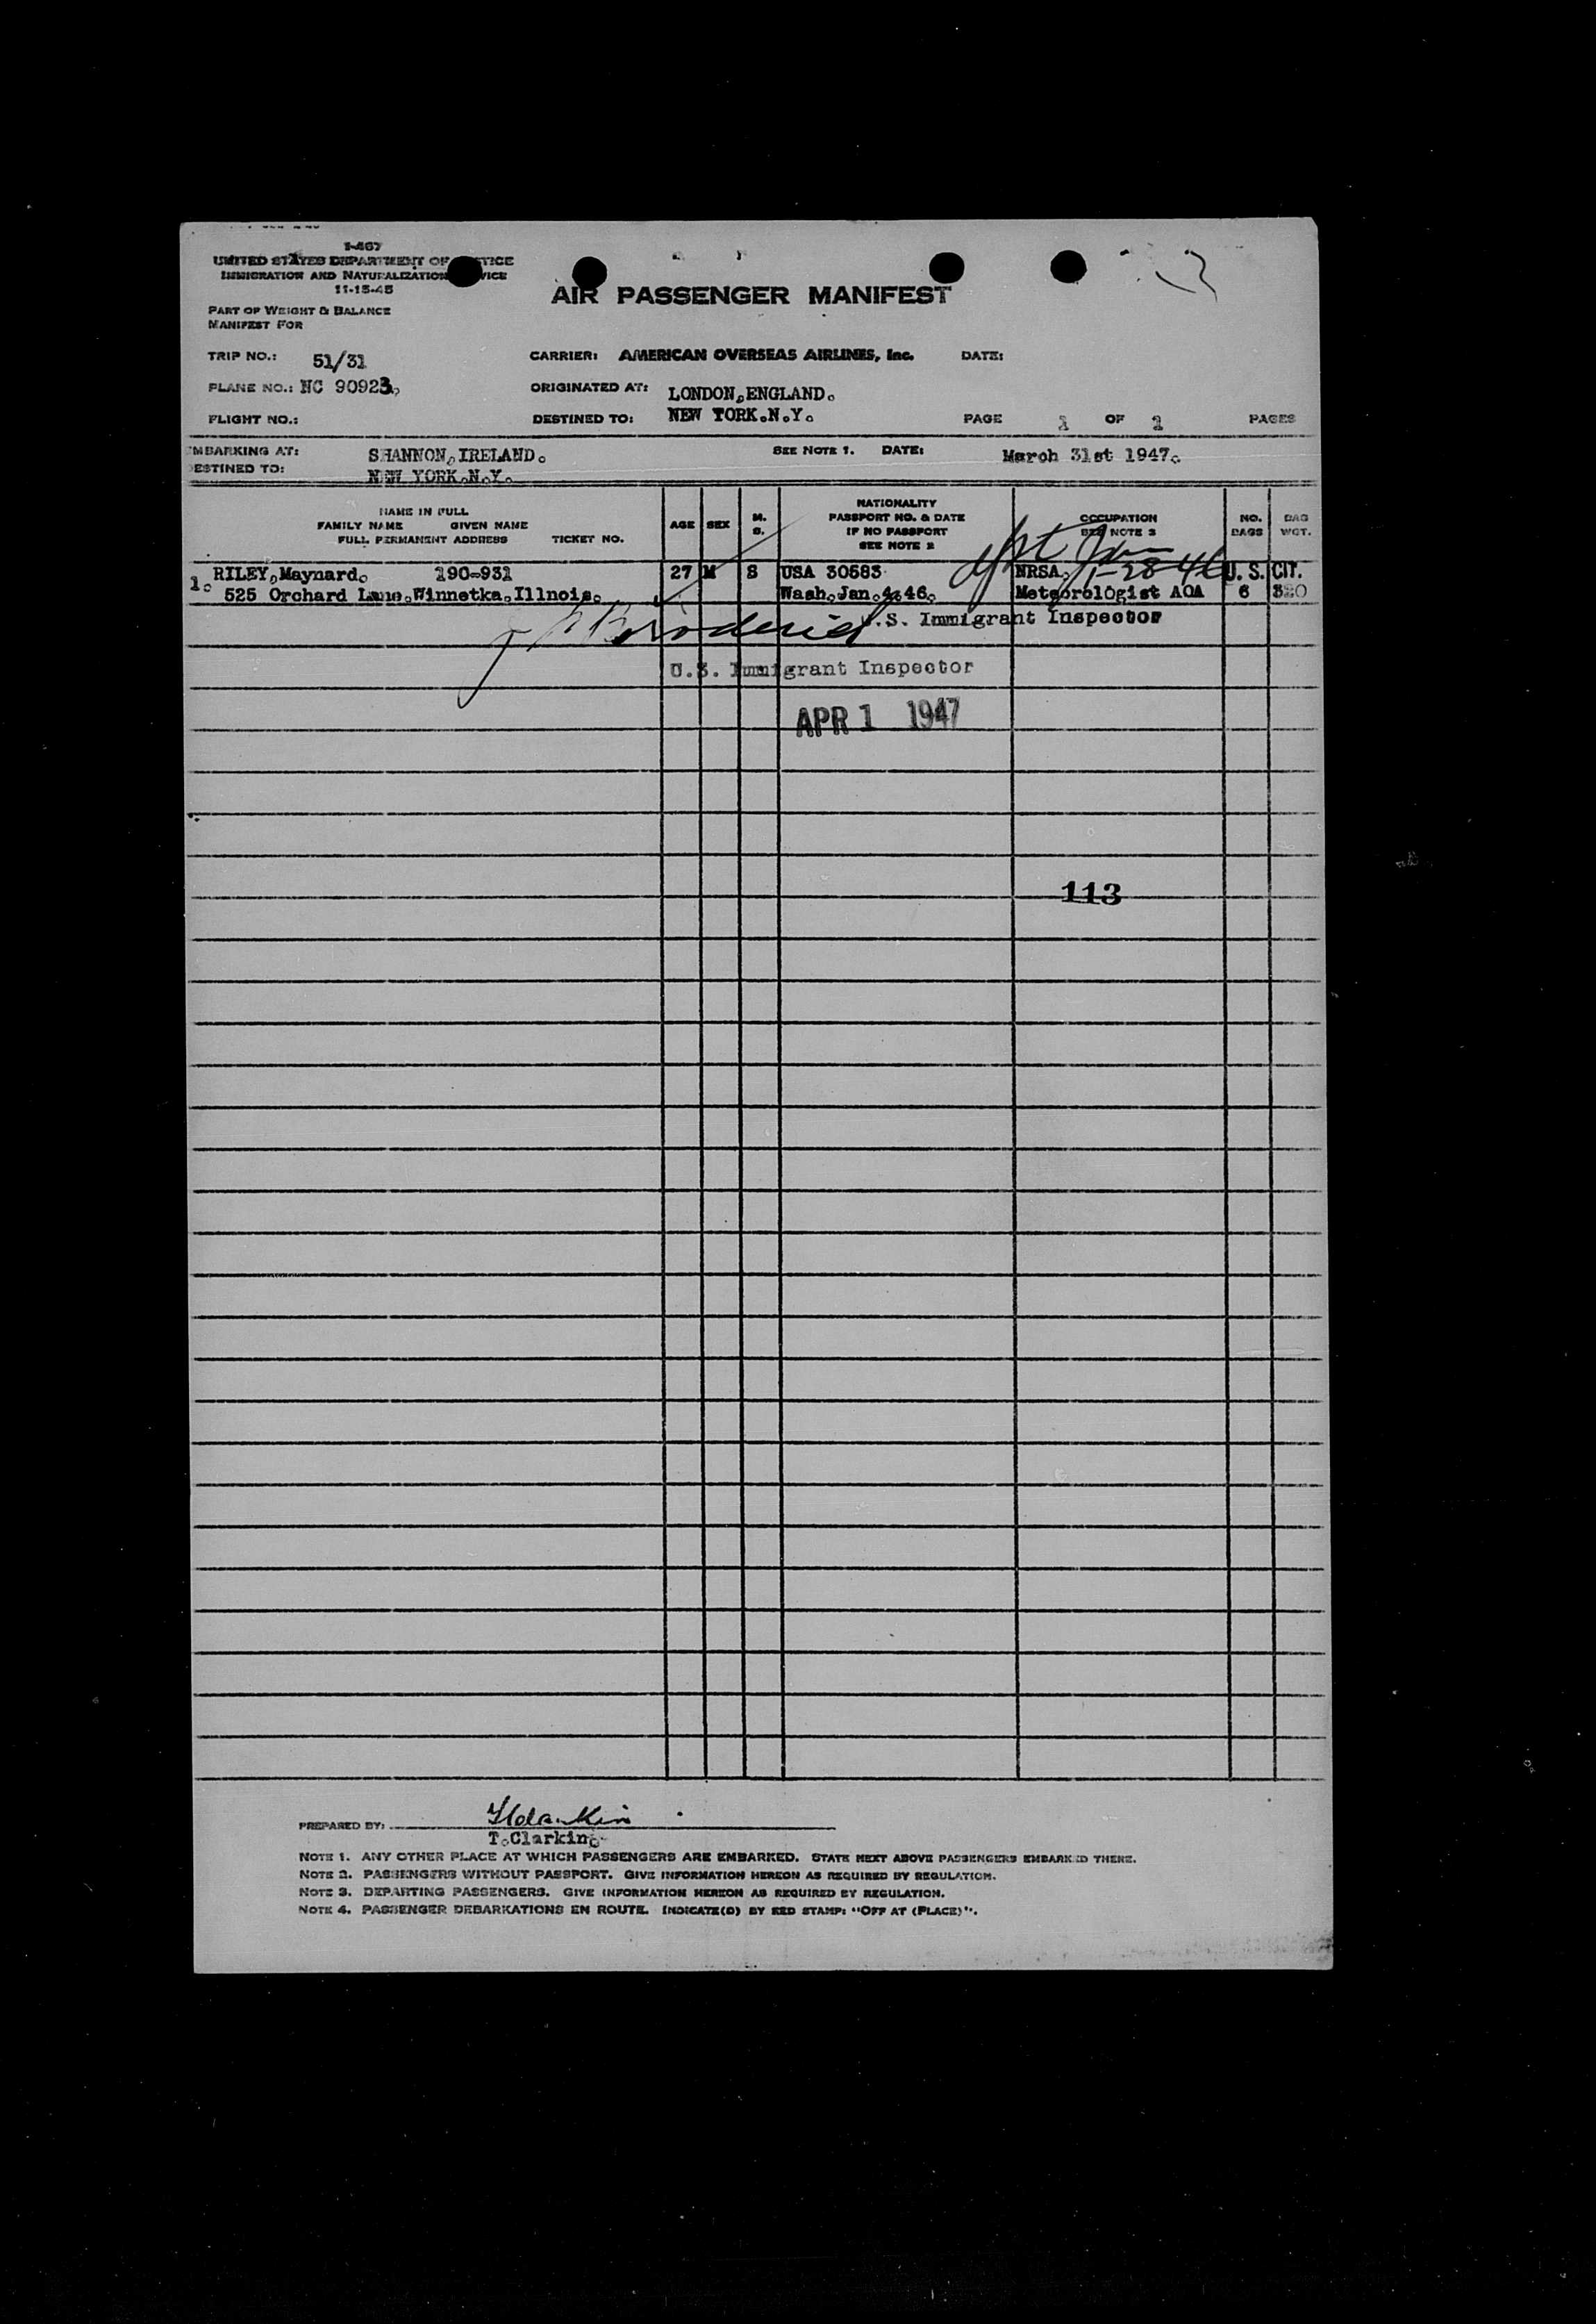 I-467
UNITED STATES DEPARTMENT OF JUSTICE
IMMIGRATION AND NATURALIZATION SERVICE
11-15-45
AIR PASSENGER MANIFEST
PART OF WEIGHT & BALANCE
MANIFEST FOR
TRIP NO.: 51/31 CARRIER: AMERICAN OVERSEAS AIRLINES, Inc. DATE:
PLANE NO.: NC 90923. ORIGINATED AT: LONDON,ENGLAND.
FLIGHT NO.: DESTINED TO: NEW YORK.N.Y. PAGE 1 OF 1 PAGES
EMBARKING AT: SHANNON,IRELAND. SEE NOTE 1. DATE: March 31st 1947.
DESTINED TO: NEW YORK.N.Y.
NAME IN FULL
FAMILY NAME GIVEN NAME
FULL PERMANENT ADDRESS TICKET NO.
AGE SEX M. S.
NATIONALITY
PASSPORT NO. & DATE
IF NO PASSPORT
SEE NOTE 2
OCCUPATION
SEE NOTE 3
NO. BAGS BAG WGT.
1. RILEY,Maynard. 190-931 27 M S USA 30583 NRSA. 1-28-46 U.S. CIT.
525 Orchard Lane.Winnetka.Illnois. Wash.Jan.4.46. Meteorologist AOA 6
Broderick U.S. Immigrant Inspector
U.S. Immigrant Inspector
APR 1 1947
113
PREPARED BY:
T.Clarkin.
NOTE 1. ANY OTHER PLACE AT WHICH PASSENGERS ARE EMBARKED. STATE NEXT ABOVE PASSENGERS EMBARKED THERE.
NOTE 2. PASSENGERS WITHOUT PASSPORT. GIVE INFORMATION HEREON AS REQUIRED BY REGULATION.
NOTE 3. DEPARTING PASSENGERS. GIVE INFORMATION HEREON AS REQUIRED BY REGULATION.
NOTE 4. PASSENGER DEBARKATIONS EN ROUTE. INDICATE(D) BY RED STAMP: "OFF AT (PLACE)".